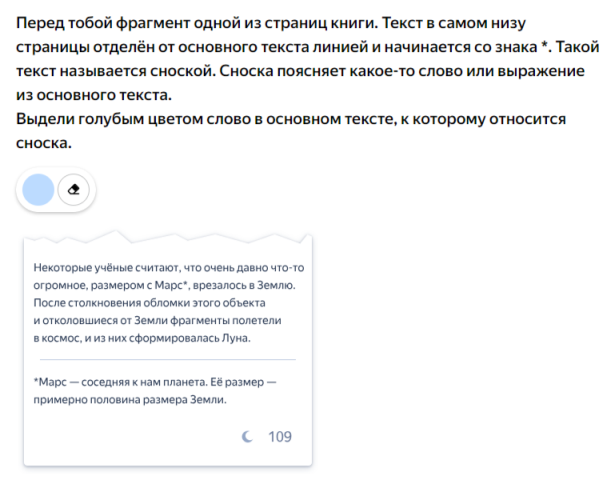 Перед тобой фрагмент одной из страниц книги. Текст в самом низу
страницы отделён от основного текста линией и начинается со знака *. Такой
текст называется сноской. Сноска поясняет какое-то слово или выражение
из основного текста.
Выдели голубым цветом слово в основном тексте, к которому относится
сноска.
Некоторые учёные считают, что очень давно что-то
огромное, размером с Марс*, врезалось в Землю.
После столкновения обломки этого объекта
и отколовшиеся от Земли фрагменты полетели
в космос, и из них сформировалась Луна.
*Марс — соседняя к нам планета. Её размер —
примерно половина размера Земли.
109